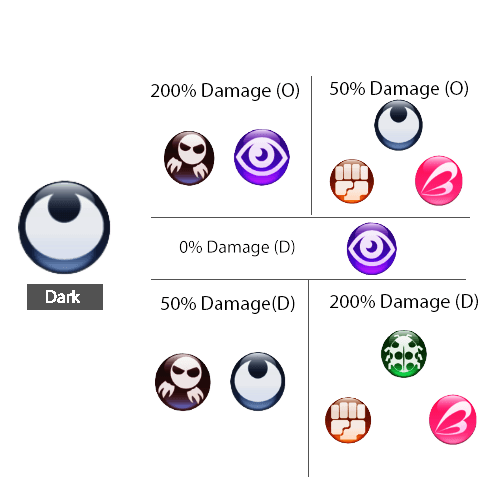 200% Damage (O)
50% Damage (O)
0% Damage (D)
Dark
50% Damage(D)
200% Damage (D)